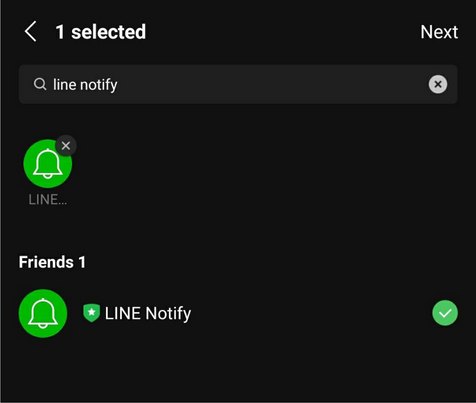 1 selected
Next
line notify
LINE...
Friends 1
LINE Notify